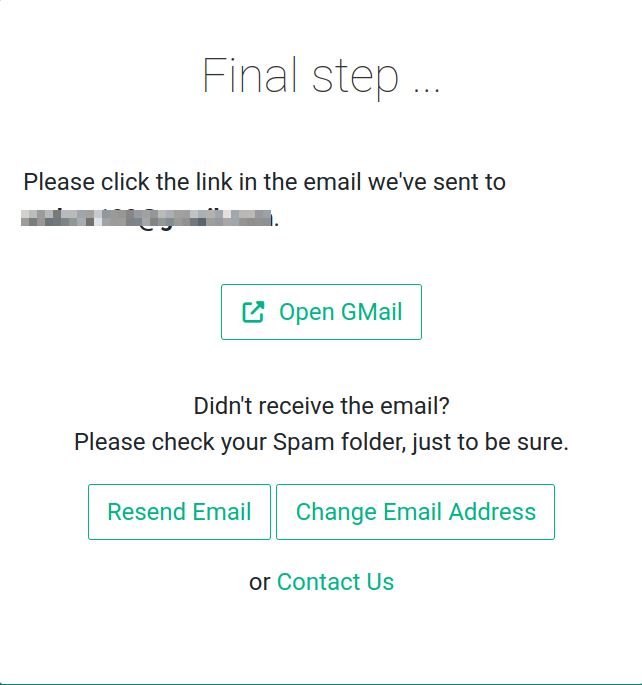 Final step ...
Please click the link in the email we've sent to
Open GMail
Didn't receive the email?
Please check your Spam folder, just to be sure.
Resend Email
Change Email Address
or Contact Us